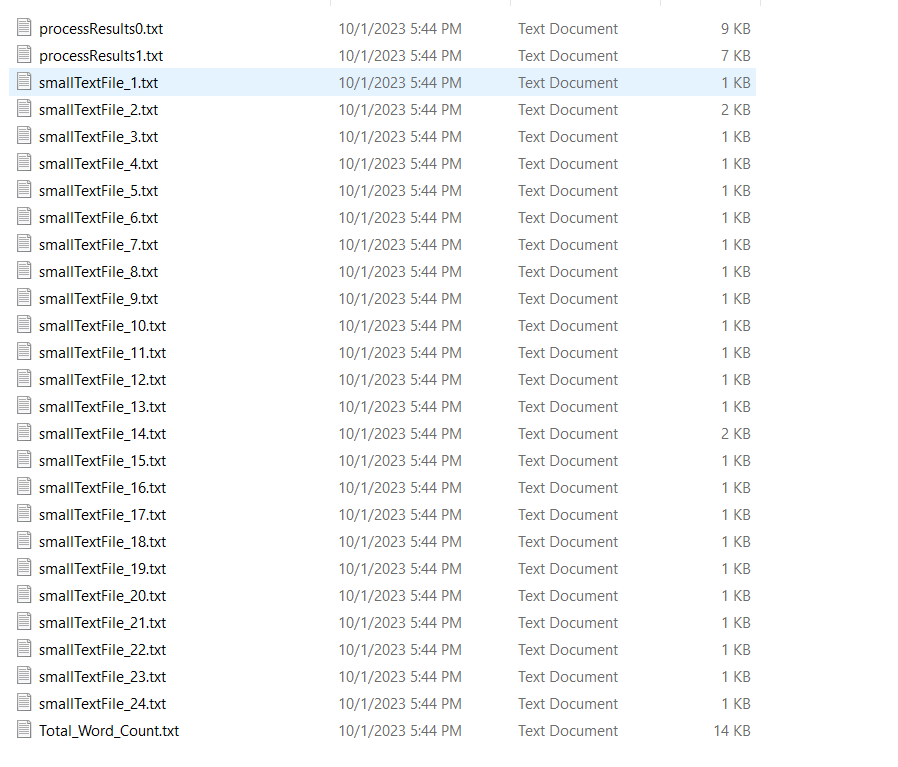 processResults0.txt 10/1/2023 5:44 PM Text Document 9 KB
processResults1.txt 10/1/2023 5:44 PM Text Document 7 KB
smallTextFile_1.txt 10/1/2023 5:44 PM Text Document 1 KB
smallTextFile_2.txt 10/1/2023 5:44 PM Text Document 2 KB
smallTextFile_3.txt 10/1/2023 5:44 PM Text Document 1 KB
smallTextFile_4.txt 10/1/2023 5:44 PM Text Document 1 KB
smallTextFile_5.txt 10/1/2023 5:44 PM Text Document 1 KB
smallTextFile_6.txt 10/1/2023 5:44 PM Text Document 1 KB
smallTextFile_7.txt 10/1/2023 5:44 PM Text Document 1 KB
smallTextFile_8.txt 10/1/2023 5:44 PM Text Document 1 KB
smallTextFile_9.txt 10/1/2023 5:44 PM Text Document 1 KB
smallTextFile_10.txt 10/1/2023 5:44 PM Text Document 1 KB
smallTextFile_11.txt 10/1/2023 5:44 PM Text Document 1 KB
smallTextFile_12.txt 10/1/2023 5:44 PM Text Document 1 KB
smallTextFile_13.txt 10/1/2023 5:44 PM Text Document 1 KB
smallTextFile_14.txt 10/1/2023 5:44 PM Text Document 2 KB
smallTextFile_15.txt 10/1/2023 5:44 PM Text Document 1 KB
smallTextFile_16.txt 10/1/2023 5:44 PM Text Document 1 KB
smallTextFile_17.txt 10/1/2023 5:44 PM Text Document 1 KB
smallTextFile_18.txt 10/1/2023 5:44 PM Text Document 1 KB
smallTextFile_19.txt 10/1/2023 5:44 PM Text Document 1 KB
smallTextFile_20.txt 10/1/2023 5:44 PM Text Document 1 KB
smallTextFile_21.txt 10/1/2023 5:44 PM Text Document 1 KB
smallTextFile_22.txt 10/1/2023 5:44 PM Text Document 1 KB
smallTextFile_23.txt 10/1/2023 5:44 PM Text Document 1 KB
smallTextFile_24.txt 10/1/2023 5:44 PM Text Document 1 KB
Total_Word_Count.txt 10/1/2023 5:44 PM Text Document 14 KB